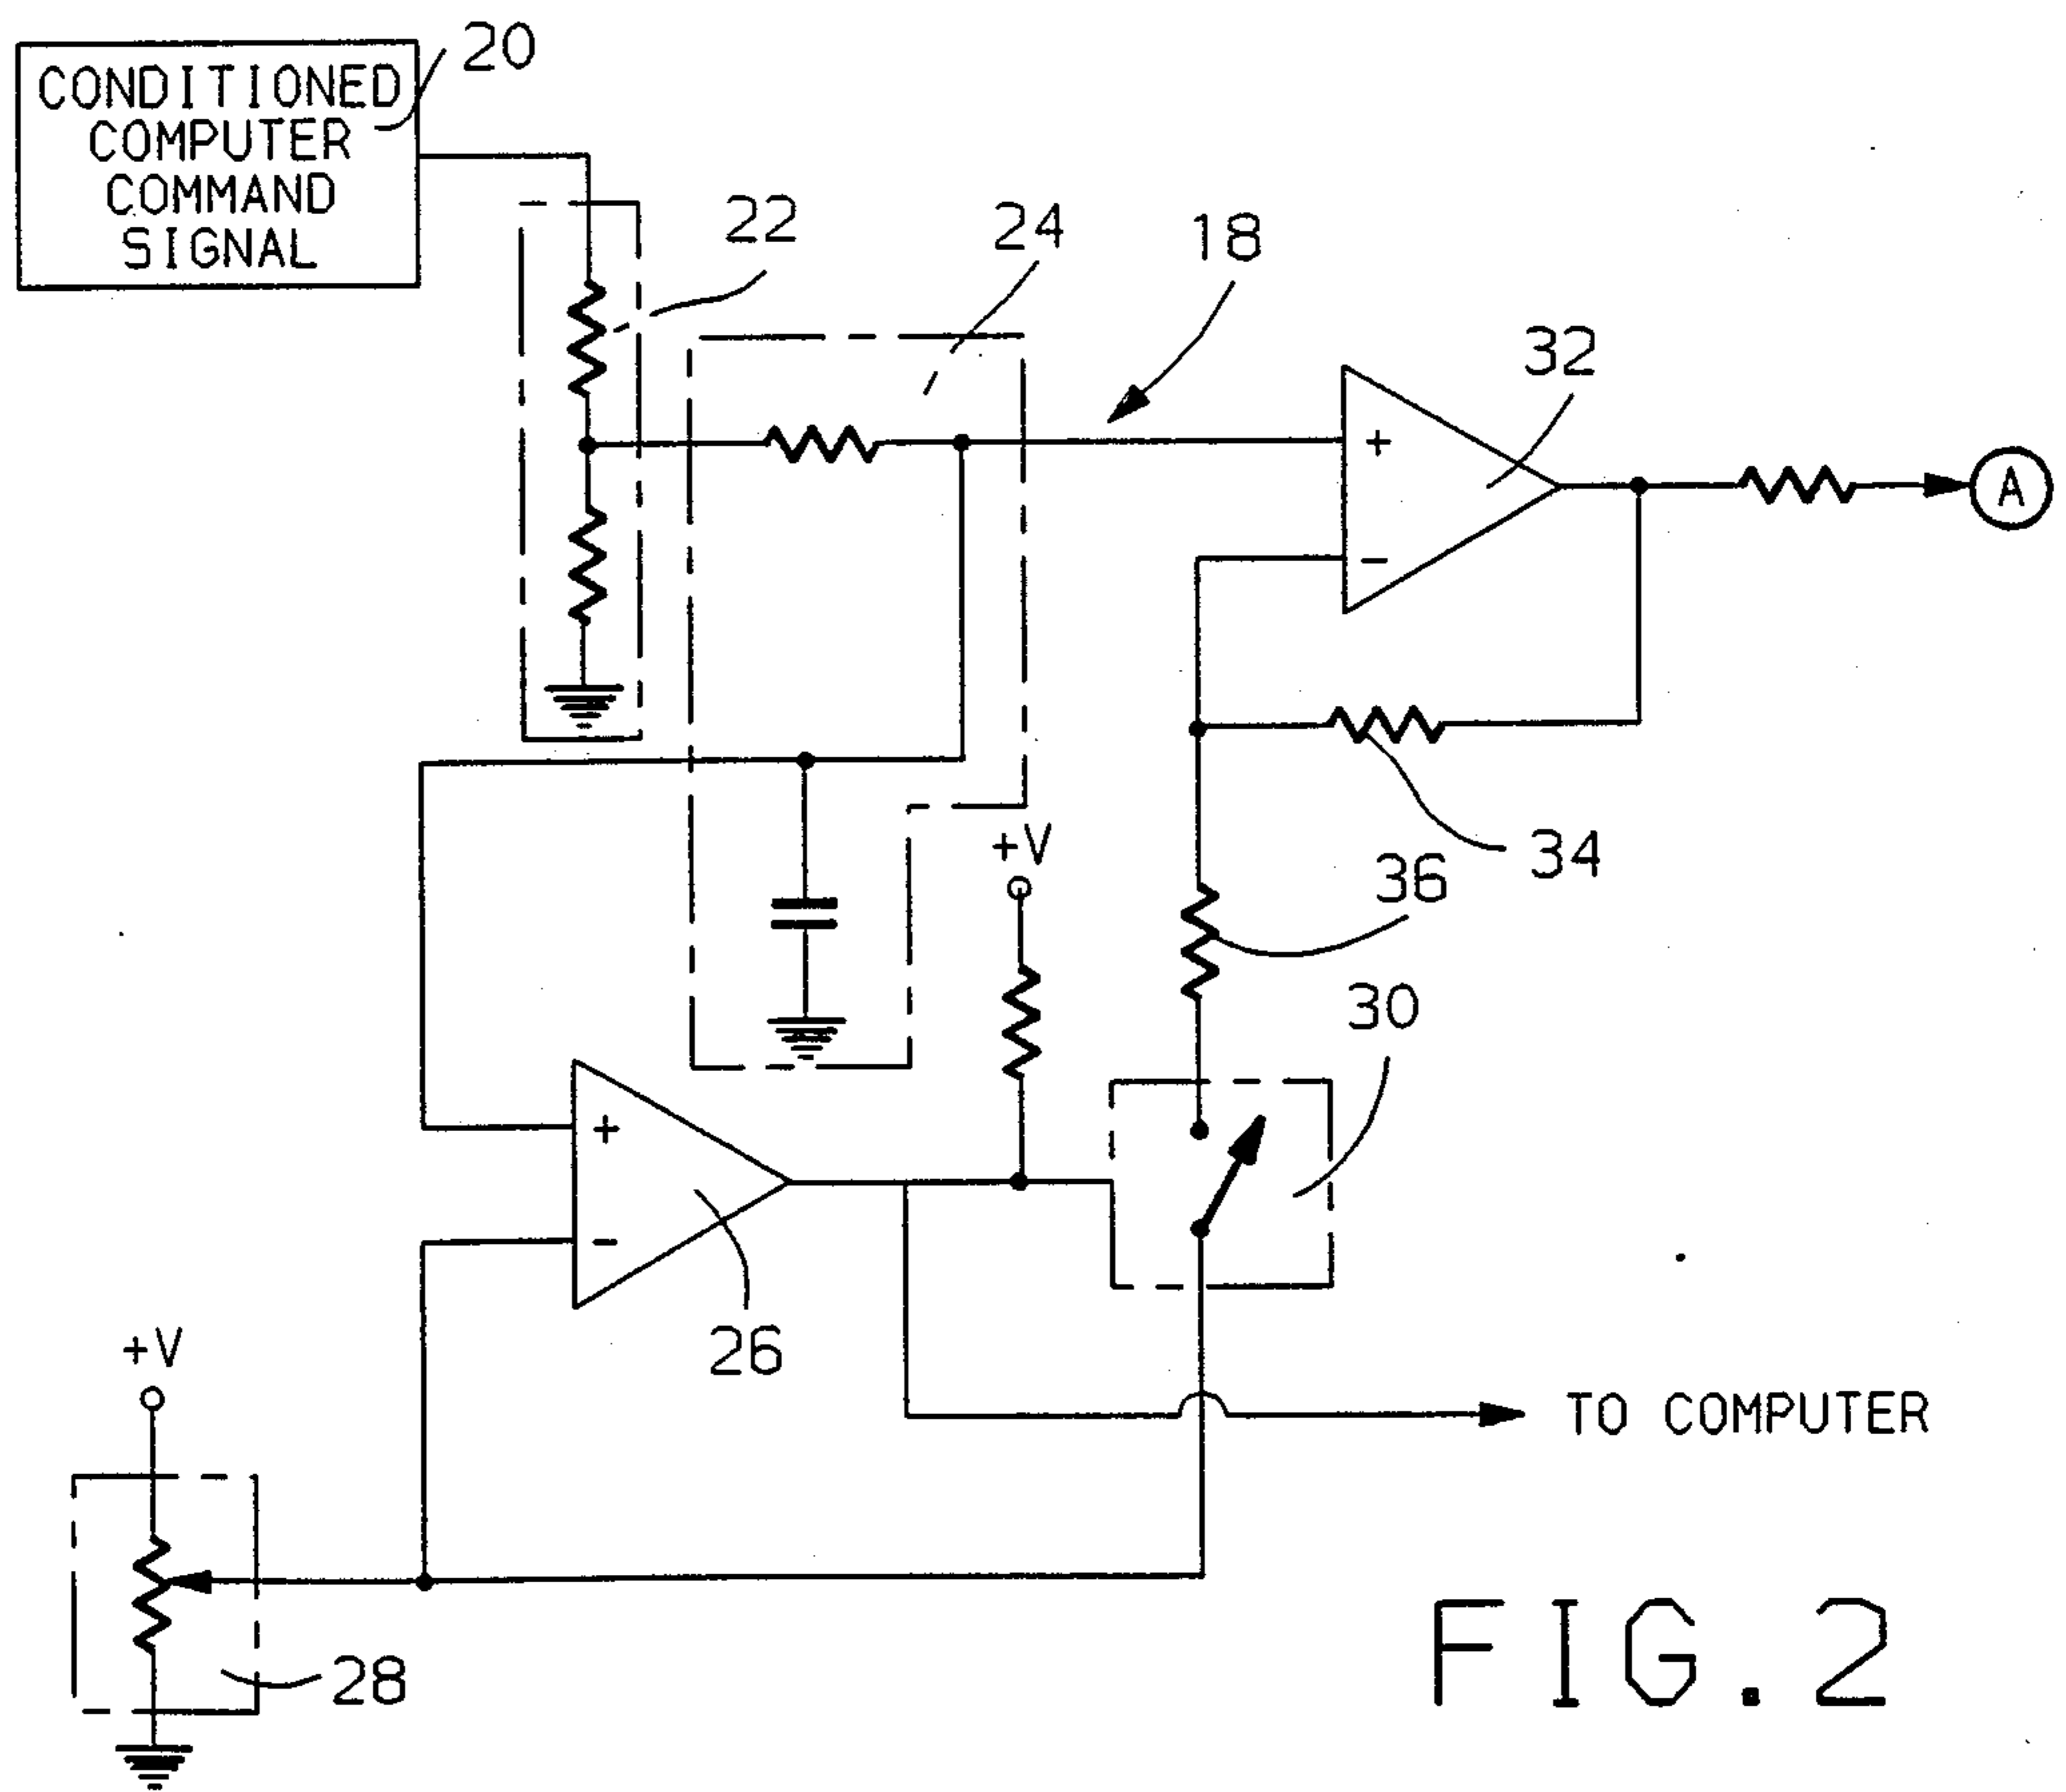 CONDITIONED
COMPUTER
COMMAND
SIGNAL
20
22
24
18
32
+
-
A
34
36
+V
30
+
-
26
+V
TO COMPUTER
28
FIG.2